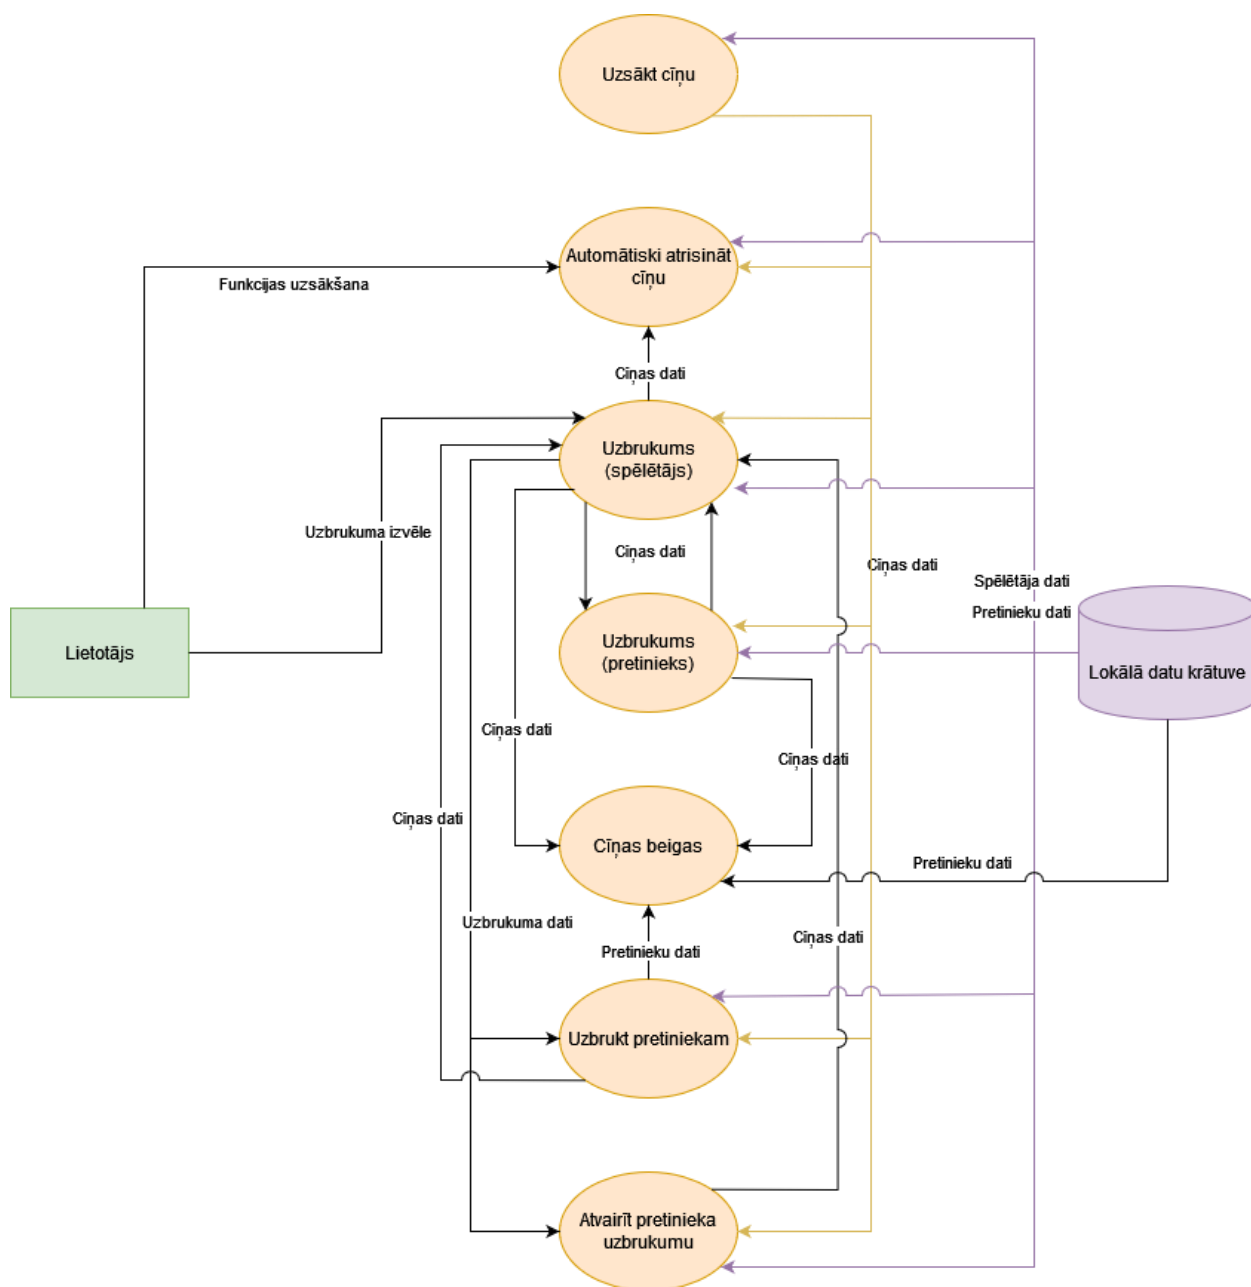 Uzsākt cīņu
Automātiski atrisināt
cīņu
Funkcijas uzsākšana
Cīņas dati
Uzbrukums
(spēlētājs)
Uzbrukuma izvēle
Cīņas dati
Cīņas dati
Spēlētāja dati
Pretinieku dati
Lietotājs
Uzbrukums
(pretinieks)
Lokālā datu krātuve
Cīņas dati
Cīņas dati
Cīņas dati
Cīņas beigas
Pretinieku dati
Uzbrukuma dati
Cīņas dati
Pretinieku dati
Uzbrukt pretiniekam
Atvairīt pretinieka
uzbrukumu